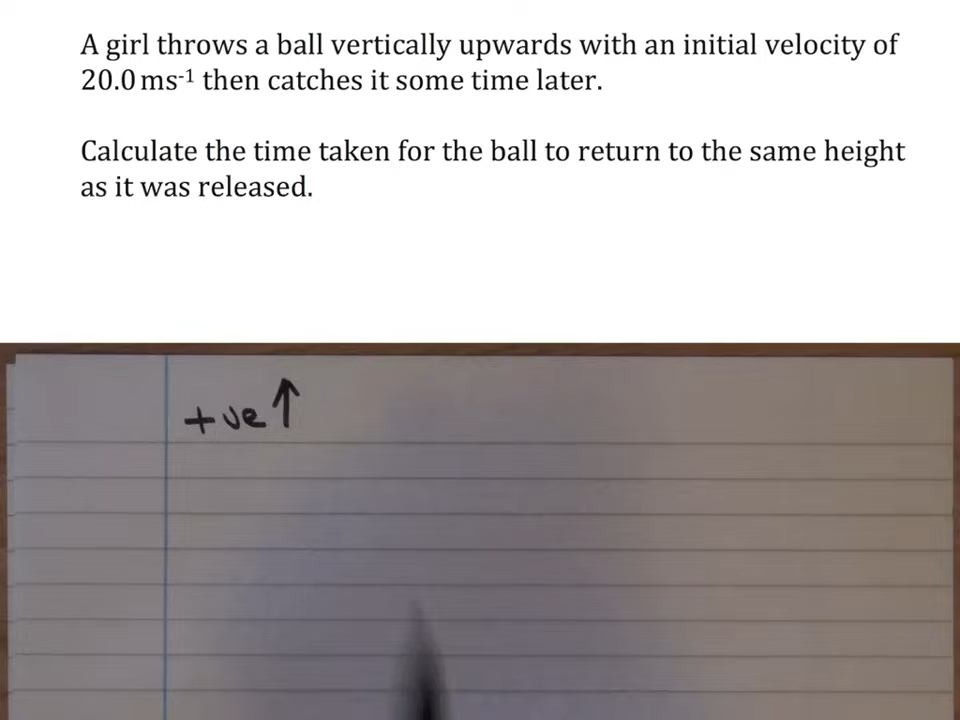 A girl throws a ball vertically upwards with an initial velocity of
20.0 ms⁻¹ then catches it some time later.
Calculate the time taken for the ball to return to the same height
as it was released.
+ve ↑